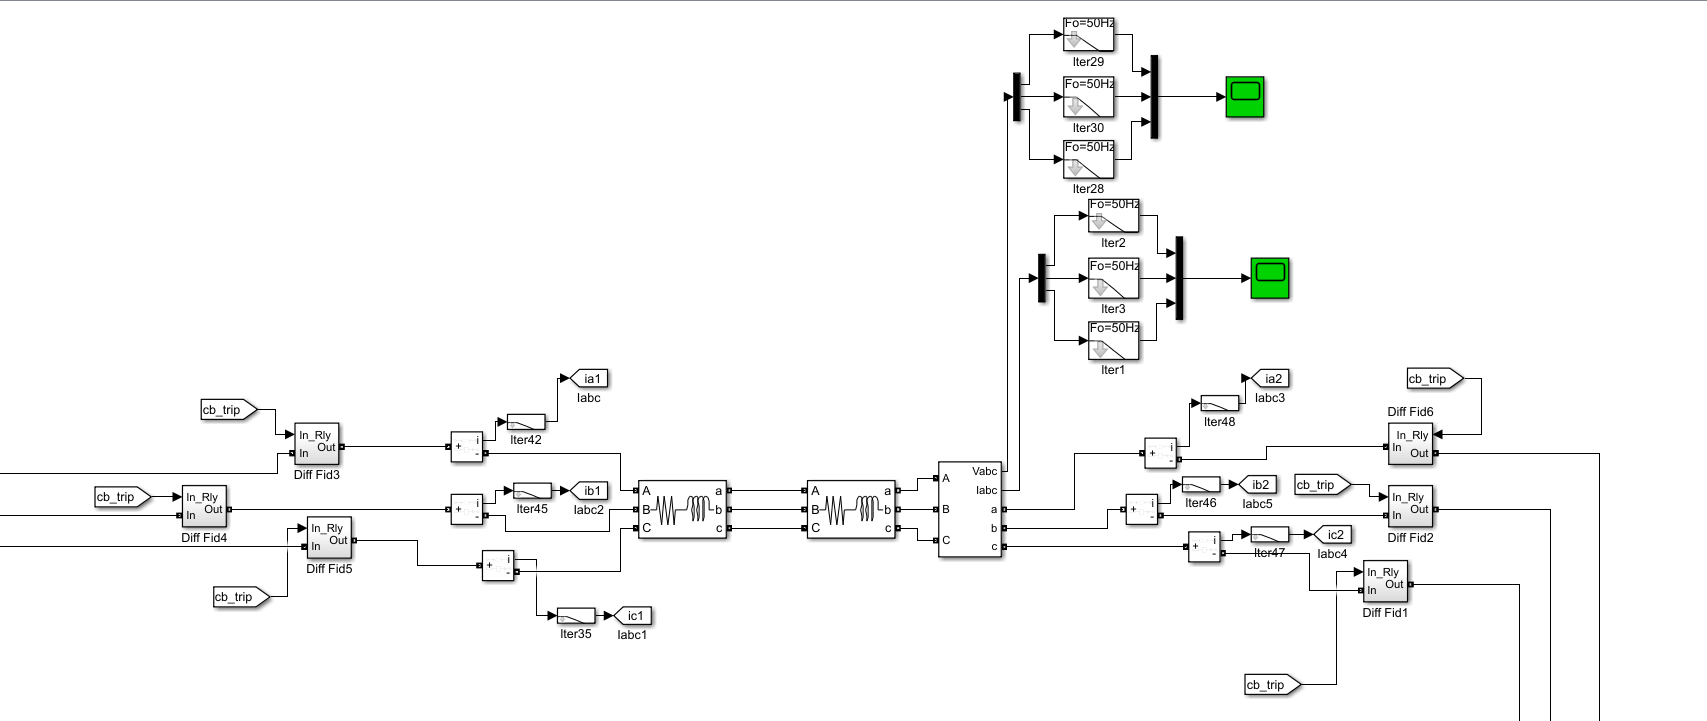 Fo=50Hz
Iter29
Fo=50Hz
Iter30
Fo=50Hz
Iter28
Fo=50Hz
Iter2
Fo=50Hz
Iter3
Fo=50Hz
Iter1
cb_trip
In_Rly
Out
In
Diff Fid3
+
i
-
Iter42
ia1
Iabc
cb_trip
In_Rly
Out
In
Diff Fid4
+
i
-
Iter45
ib1
Iabc2
In_Rly
Out
In
Diff Fid5
cb_trip
+
i
-
Iter35
ic1
Iabc1
A a
B b
C c
A a
B b
C c
A
B
C
Vabc
Iabc
a
b
c
+
i
-
Iter48
ia2
Iabc3
cb_trip
Diff Fid6
In_Rly
In
Out
+
i
-
Iter46
ib2
Iabc5
cb_trip
In_Rly
Out
In
Diff Fid2
+
i
-
Iter47
ic2
Iabc4
In_Rly
Out
In
Diff Fid1
cb_trip